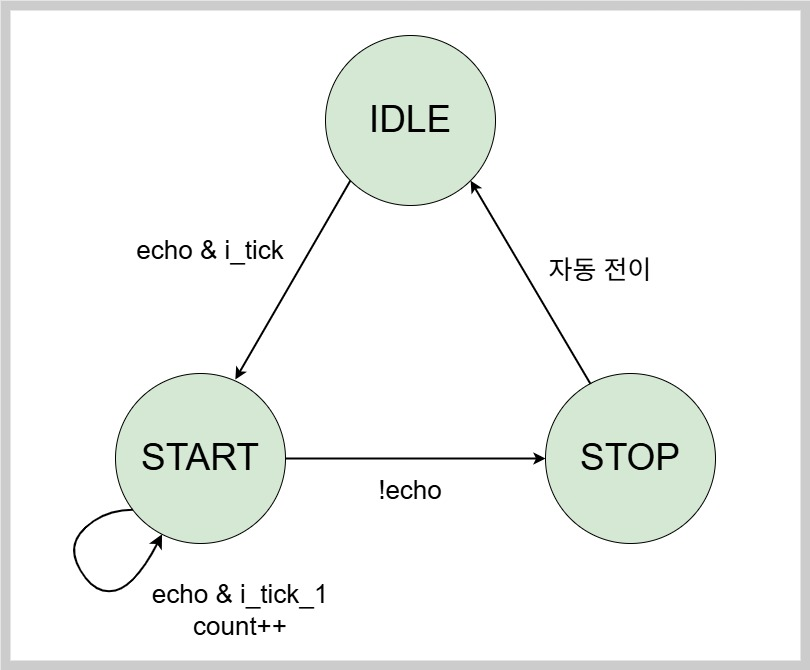 IDLE
echo & i_tick
자동 전이
START
STOP
!echo
echo & i_tick_1
count++